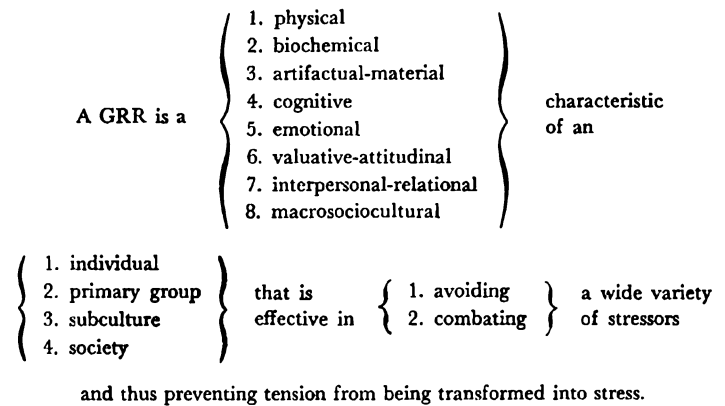 A GRR is a
1. physical
2. biochemical
3. artifactual-material
4. cognitive
5. emotional
6. valuative-attitudinal
7. interpersonal-relational
8. macrosociocultural
characteristic
of an
1. individual
2. primary group
3. subculture
4. society
that is
effective in
1. avoiding
2. combating
a wide variety
of stressors
and thus preventing tension from being transformed into stress.